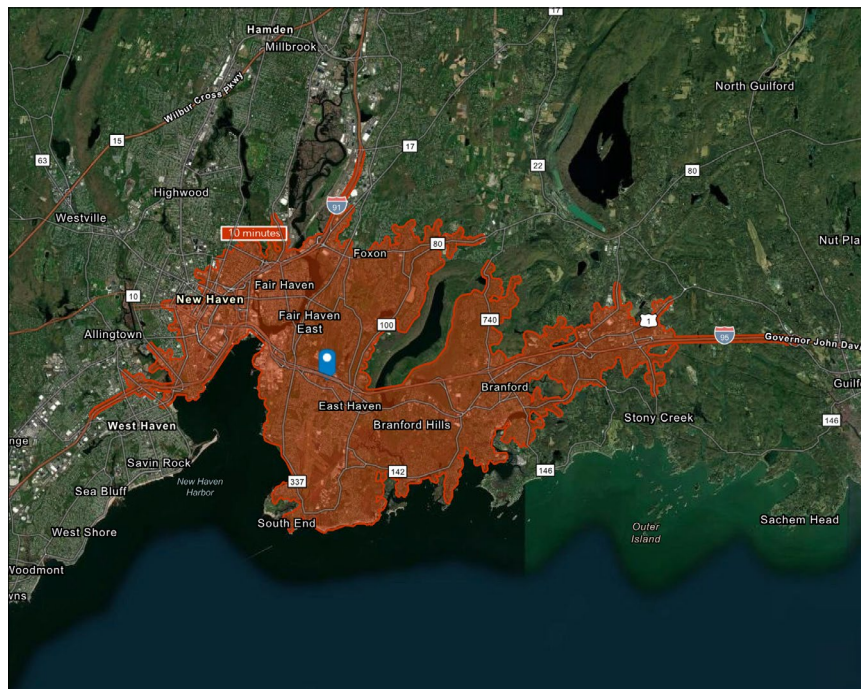 17
Hamden
Millbrook
Wilbur Cross Pkwy
North Guilford
15
17
63
22
80
Highwood
Westville
91
10 minutes
80
Foxon
Nut Pla
Fair Haven
10
New Haven
Fair Haven
East
740
1
100
Allingtown
95
Governor John Dav
Branford
Guilf
East Haven
West Haven
Branford Hills
Stony Creek
146
nge
Savin Rock
142
146
337
New Haven
Harbor
Sea Bluff
South End
Outer
Island
Sachem Head
West Shore
Woodmont
wns